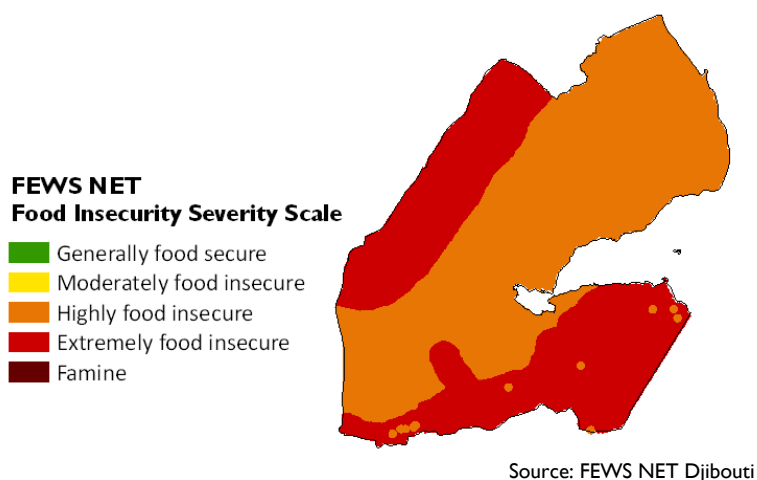 FEWS NET
Food Insecurity Severity Scale
Generally food secure
Moderately food insecure
Highly food insecure
Extremely food insecure
Famine
Source: FEWS NET Djibouti